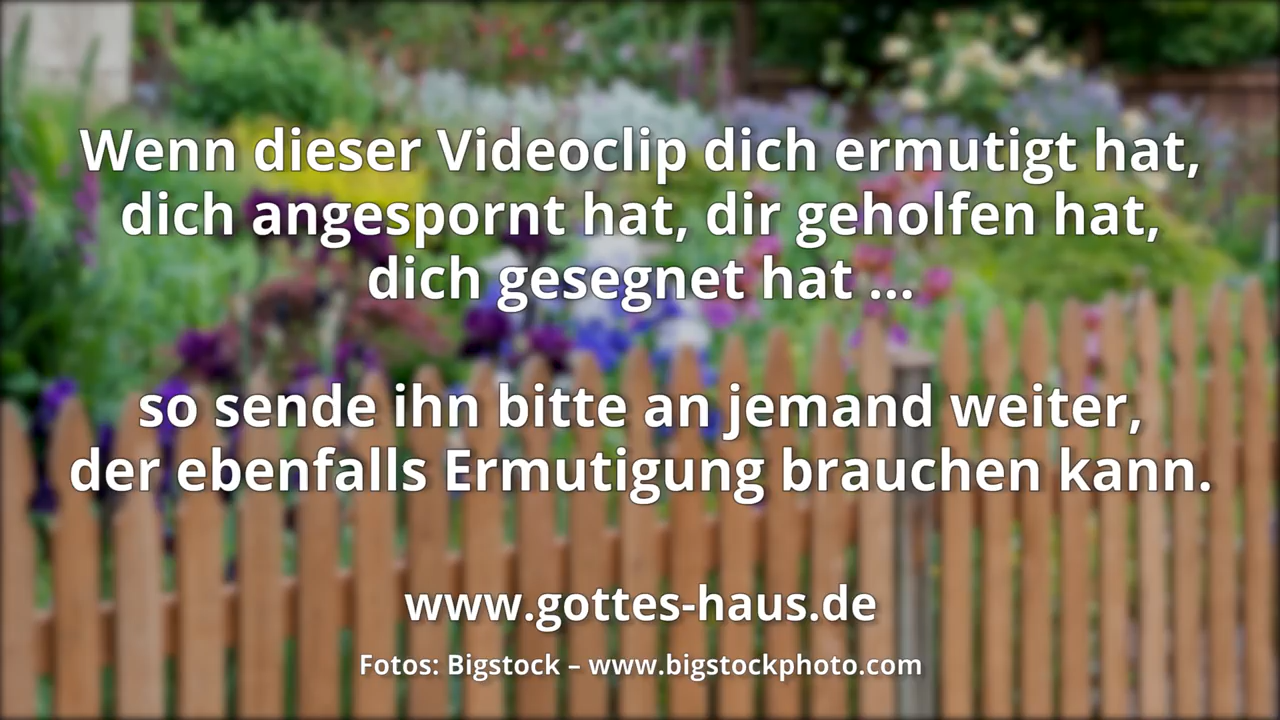 Wenn dieser Videoclip dich ermutigt hat,
dich angespornt hat, dir geholfen hat,
dich gesegnet hat ...
so sende ihn bitte an jemand weiter,
der ebenfalls Ermutigung brauchen kann.
www.gottes-haus.de
Fotos: Bigstock – www.bigstockphoto.com